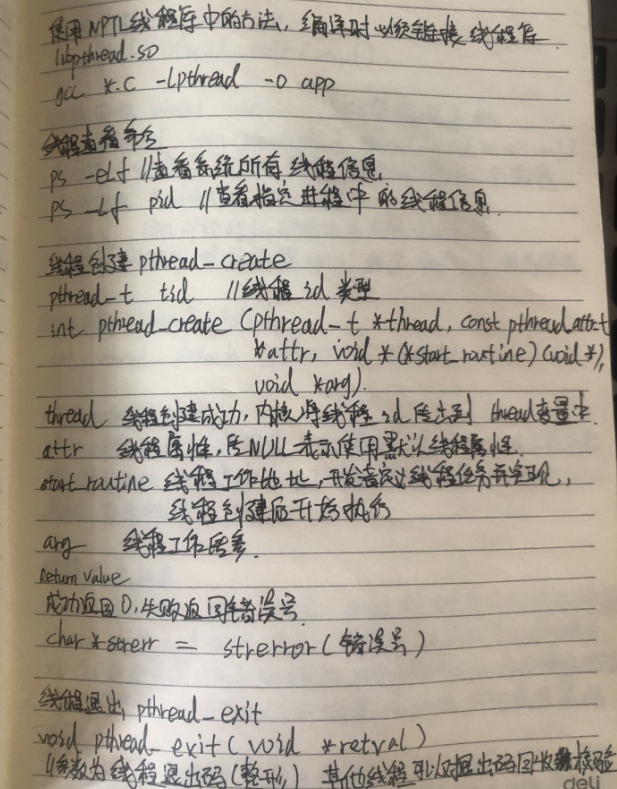 使用NPTL线程库中的方法，编译时必须链接线程库
libpthread.so
gcc *.c -lpthread -o app
线程查看命令
ps -eLf //查看系统所有线程信息
ps -Lf pid //查看指定进程中的线程信息
线程创建 pthread_create
pthread_t tid //线程id类型
int pthread_create (pthread_t *thread, const pthread_attr_t
*attr, void *(*start_routine)(void*),
void *arg).
thread 线程创建成功，内核将线程id传出到thread变量中.
attr 线程属性，传NULL表示使用默认线程属性.
start_routine 线程工作地址，开发者定义线程任务并实现，
线程创建后开始执行
arg 线程工作传参.
Return Value
成功返回0，失败返回错误号
char *strerr = strerror(错误号)
线程退出 pthread_exit
void pthread_exit(void *retval)
//参数为线程退出码(整形) 其他线程可以对退出码回收校验
deli